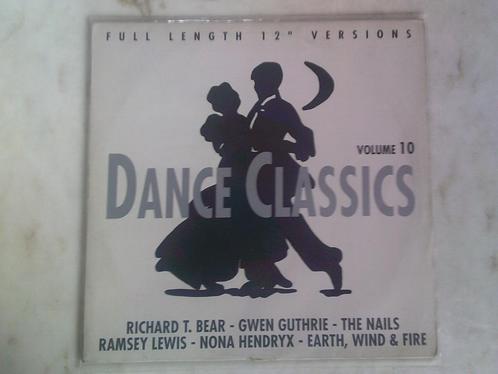 FULL LENGTH 12" VERSIONS
VOLUME 10
DANCE CLASSICS
RICHARD T. BEAR - GWEN GUTHRIE - THE NAILS
RAMSEY LEWIS - NONA HENDRYX - EARTH, WIND & FIRE